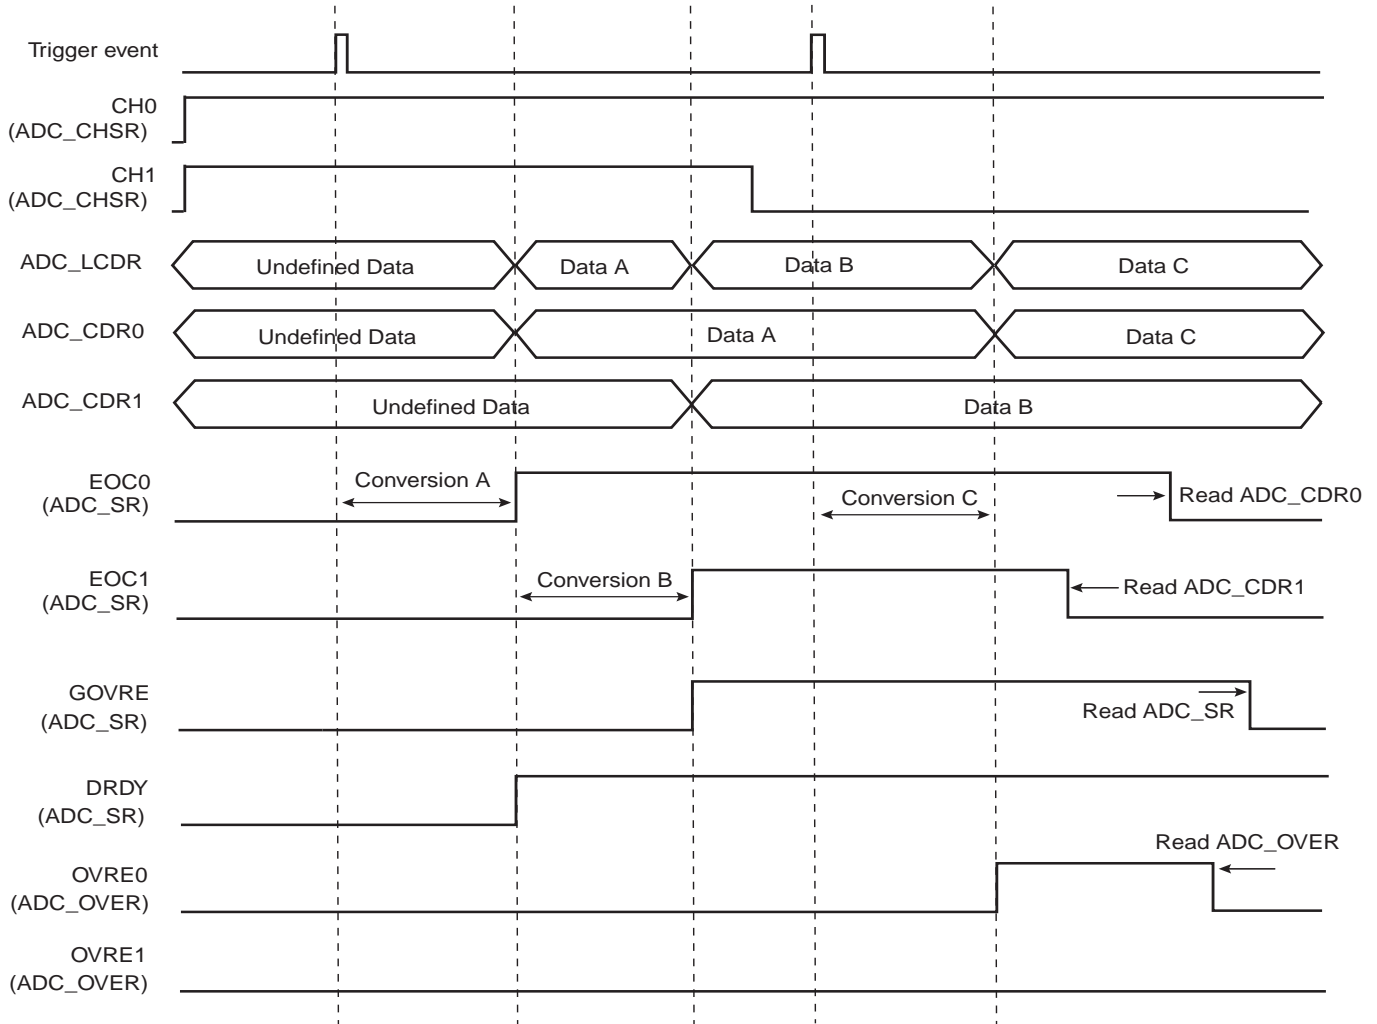 Trigger event
CH0
(ADC_CHSR)
CH1
(ADC_CHSR)
ADC_LCDR
Undefined Data
Data A
Data B
Data C
ADC_CDR0
Undefined Data
Data A
Data C
ADC_CDR1
Undefined Data
Data B
EOC0
(ADC_SR)
Conversion A
Conversion C
Read ADC_CDR0
EOC1
(ADC_SR)
Conversion B
Read ADC_CDR1
GOVRE
(ADC_SR)
Read ADC_SR
DRDY
(ADC_SR)
Read ADC_OVER
OVRE0
(ADC_OVER)
OVRE1
(ADC_OVER)